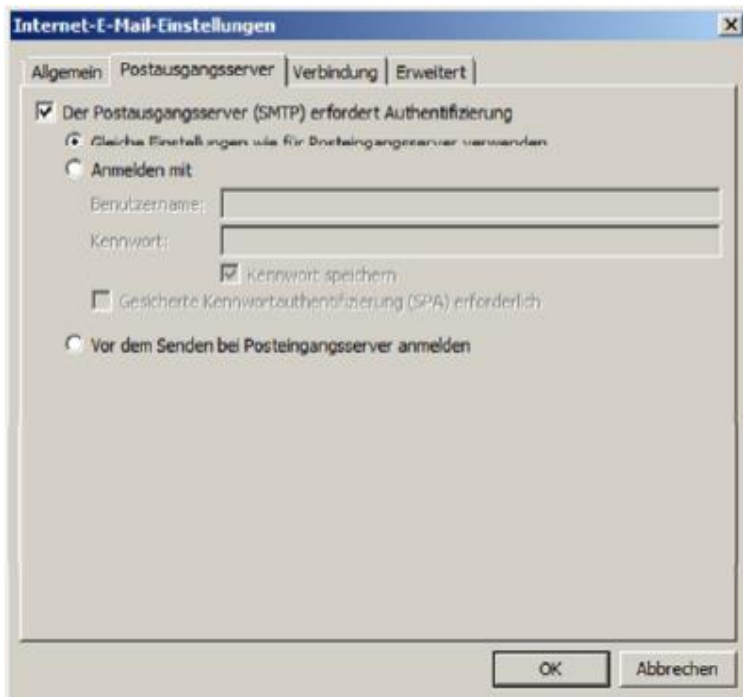 Internet-E-Mail-Einstellungen
Allgemein Postausgangsserver Verbindung Erweitert
Der Postausgangsserver (SMTP) erfordert Authentifizierung
Gleiche Einstellungen wie für Posteingangsserver verwenden
Anmelden mit
Benutzername:
Kennwort:
Kennwort speichern
Gesicherte Kennwortauthentifizierung (SPA) erforderlich
Vor dem Senden bei Posteingangsserver anmelden
OK Abbrechen